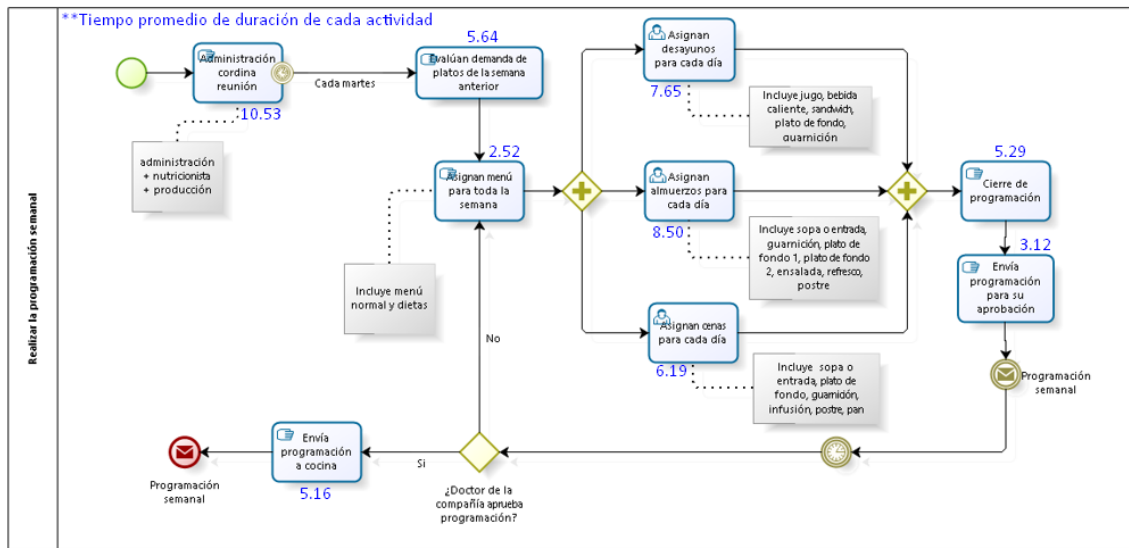 **Tiempo promedio de duración de cada actividad
Realizar la programación semanal
Administración
cordina
reunión
10.53
administración
+ nutricionista
+ producción
Cada martes
5.64
Evalúan demanda de
platos de la semana
anterior
2.52
Asignan menú
para toda la
semana
Incluye menú
normal y dietas
Asignan
desayunos
para cada día
7.65
Incluye jugo, bebida
caliente, sandwich,
plato de fondo,
guarnición
Asignan
almuerzos para
cada día
8.50
Incluye sopa o entrada,
guarnición, plato de
fondo 1, plato de fondo
2, ensalada, refresco,
postre
Asignan cenas
para cada día
6.19
Incluye sopa o
entrada, plato de
fondo, guarnición,
infusión, postre, pan
5.29
Cierre de
programación
3.12
Envía
programación
para su
aprobación
Programación
semanal
No
Si
¿Doctor de la
compañía aprueba
programación?
Envía
programación
a cocina
5.16
Programación
semanal